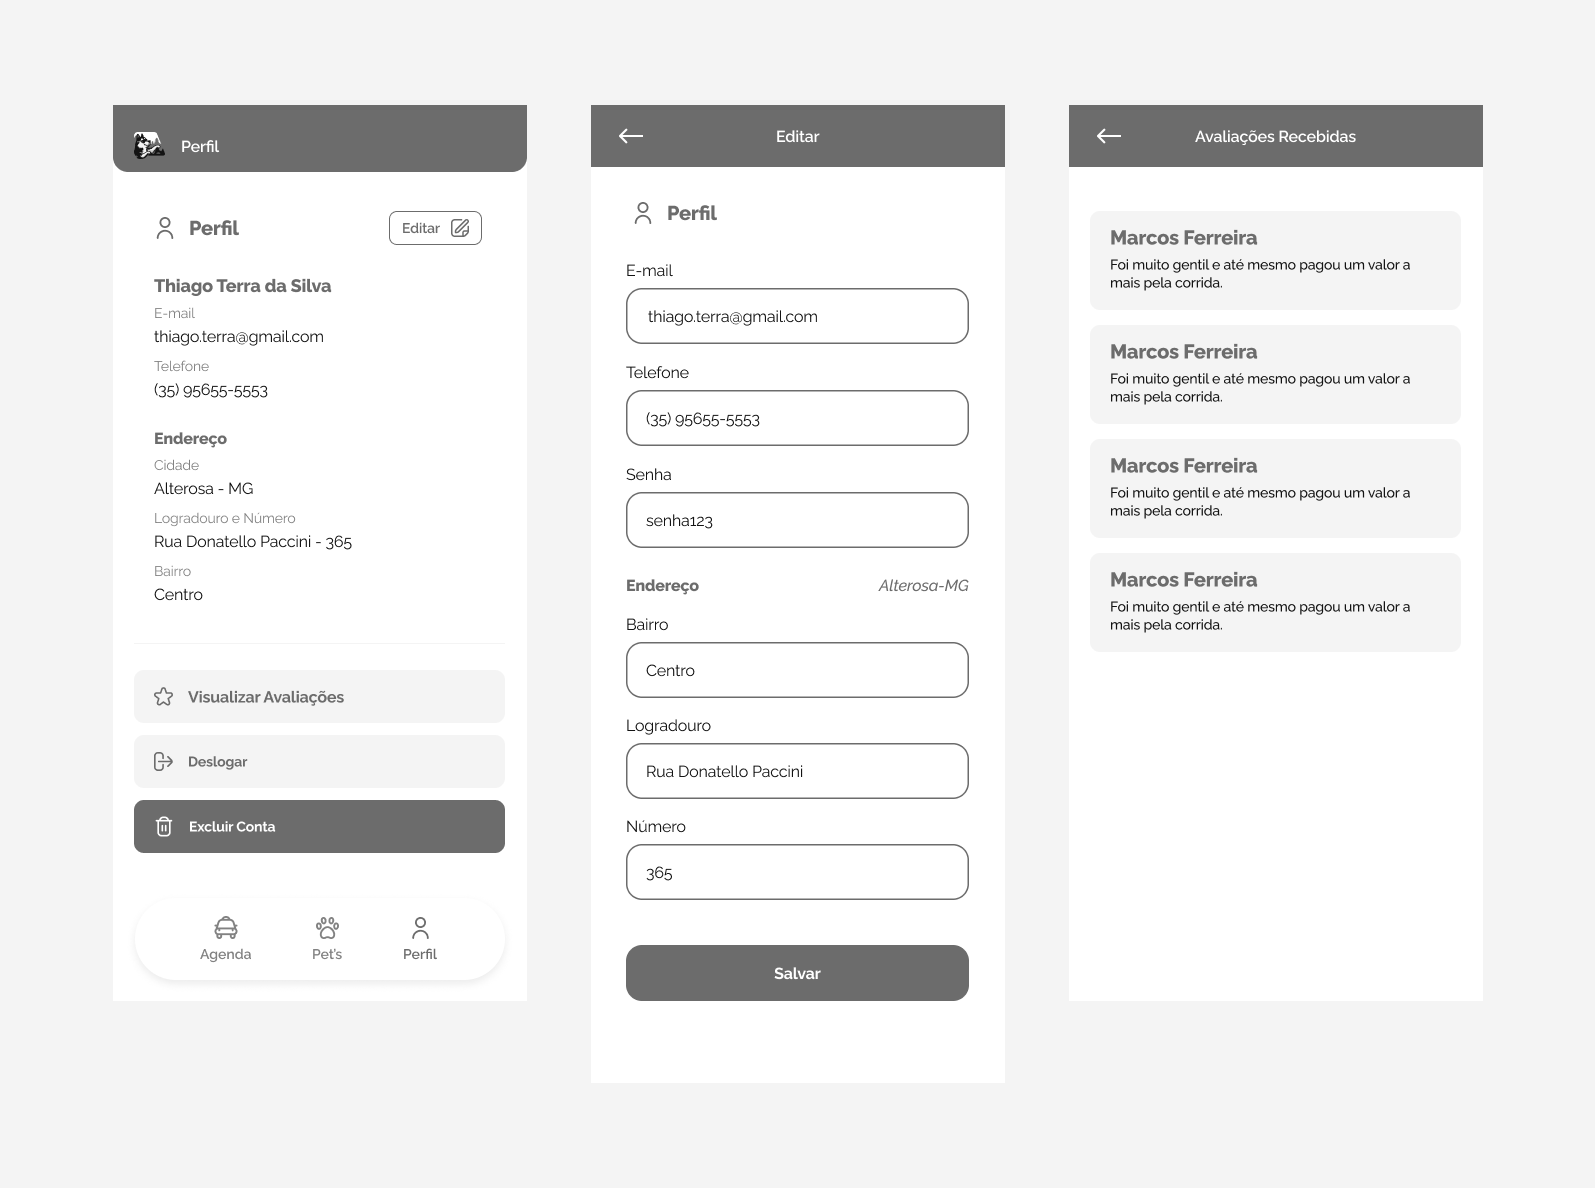 Perfil
Perfil
Editar
Thiago Terra da Silva
E-mail
thiago.terra@gmail.com
Telefone
(35) 95655-5553
Endereço
Cidade
Alterosa - MG
Logradouro e Número
Rua Donatello Paccini - 365
Bairro
Centro
Visualizar Avaliações
Deslogar
Excluir Conta
Agenda
Pet's
Perfil
Editar
Perfil
E-mail
thiago.terra@gmail.com
Telefone
(35) 95655-5553
Senha
senha123
Endereço
Alterosa-MG
Bairro
Centro
Logradouro
Rua Donatello Paccini
Número
365
Salvar
Avaliações Recebidas
Marcos Ferreira
Foi muito gentil e até mesmo pagou um valor a
mais pela corrida.
Marcos Ferreira
Foi muito gentil e até mesmo pagou um valor a
mais pela corrida.
Marcos Ferreira
Foi muito gentil e até mesmo pagou um valor a
mais pela corrida.
Marcos Ferreira
Foi muito gentil e até mesmo pagou um valor a
mais pela corrida.